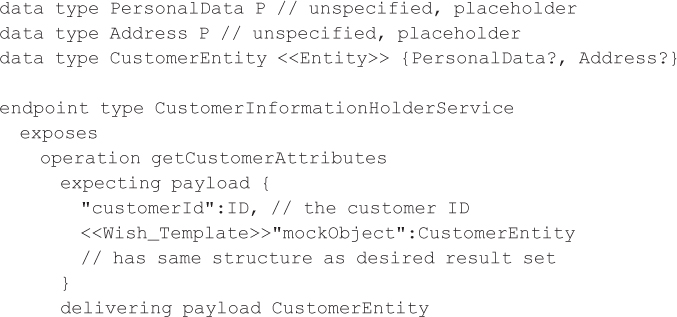 data type PersonalData P // unspecified, placeholder
data type Address P // unspecified, placeholder
data type CustomerEntity <<Entity>> {PersonalData?, Address?}
endpoint type CustomerInformationHolderService
exposes
operation getCustomerAttributes
expecting payload {
"customerId":ID, // the customer ID
<<Wish_Template>>"mockObject":CustomerEntity
// has same structure as desired result set
}
delivering payload CustomerEntity